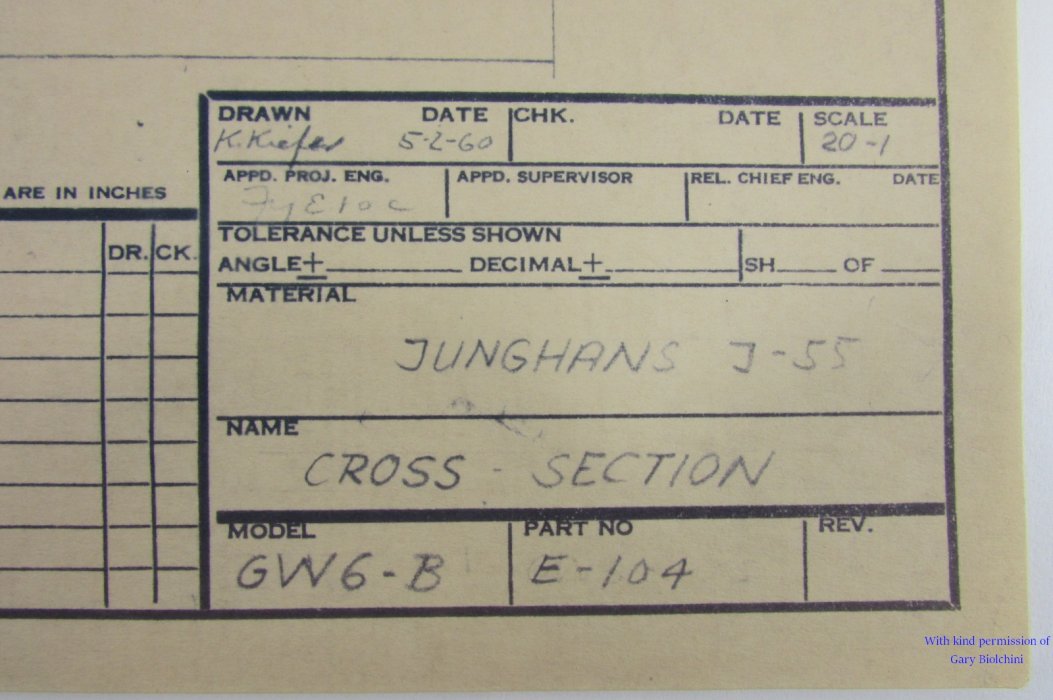 DRAWN DATE CHK. DATE SCALE
K. Kiefer 5-2-60 20-1
APPD. PROJ. ENG. APPD. SUPERVISOR REL. CHIEF ENG. DATE
ARE IN INCHES
TOLERANCE UNLESS SHOWN
DR. CK. ANGLE ± DECIMAL ± SH OF
MATERIAL
JUNGHANS J-55
NAME
CROSS - SECTION
MODEL PART NO REV.
GW6-B E-104
With kind permission of
Gary Biolchini